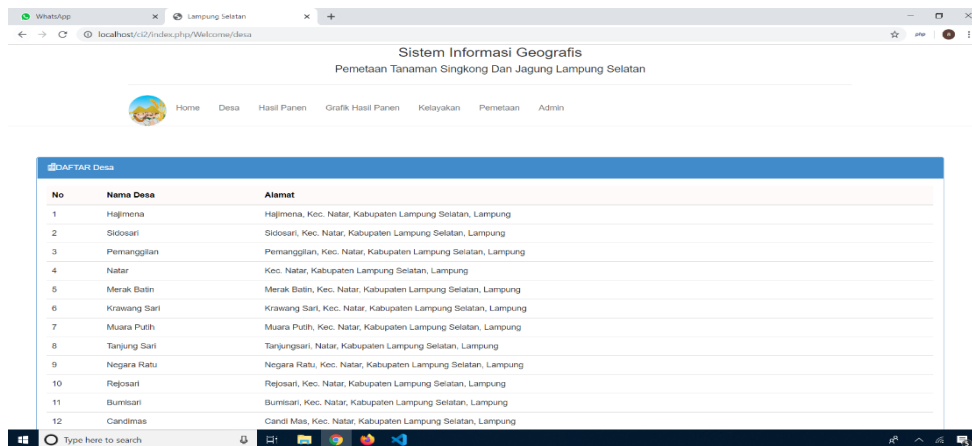 WhatsApp Lampung Selatan
localhost/ci2/index.php/Welcome/desa
Sistem Informasi Geografis
Pemetaan Tanaman Singkong Dan Jagung Lampung Selatan
Home Desa Hasil Panen Grafik Hasil Panen Kelayakan Pemetaan Admin
DAFTAR Desa
No Nama Desa Alamat
1 Hajimena Hajimena, Kec. Natar, Kabupaten Lampung Selatan, Lampung
2 Sidosari Sidosari, Kec. Natar, Kabupaten Lampung Selatan, Lampung
3 Pemanggilan Pemanggilan, Kec. Natar, Kabupaten Lampung Selatan, Lampung
4 Natar Kec. Natar, Kabupaten Lampung Selatan, Lampung
5 Merak Batin Merak Batin, Kec. Natar, Kabupaten Lampung Selatan, Lampung
6 Krawang Sari Krawang Sari, Kec. Natar, Kabupaten Lampung Selatan, Lampung
7 Muara Putih Muara Putih, Kec. Natar, Kabupaten Lampung Selatan, Lampung
8 Tanjung Sari Tanjungsari, Natar, Kabupaten Lampung Selatan, Lampung
9 Negara Ratu Negara Ratu, Kec. Natar, Kabupaten Lampung Selatan, Lampung
10 Rejosari Rejosari, Kec. Natar, Kabupaten Lampung Selatan, Lampung
11 Bumisari Bumisari, Kec. Natar, Kabupaten Lampung Selatan, Lampung
12 Candimas Candi Mas, Kec. Natar, Kabupaten Lampung Selatan, Lampung
Type here to search